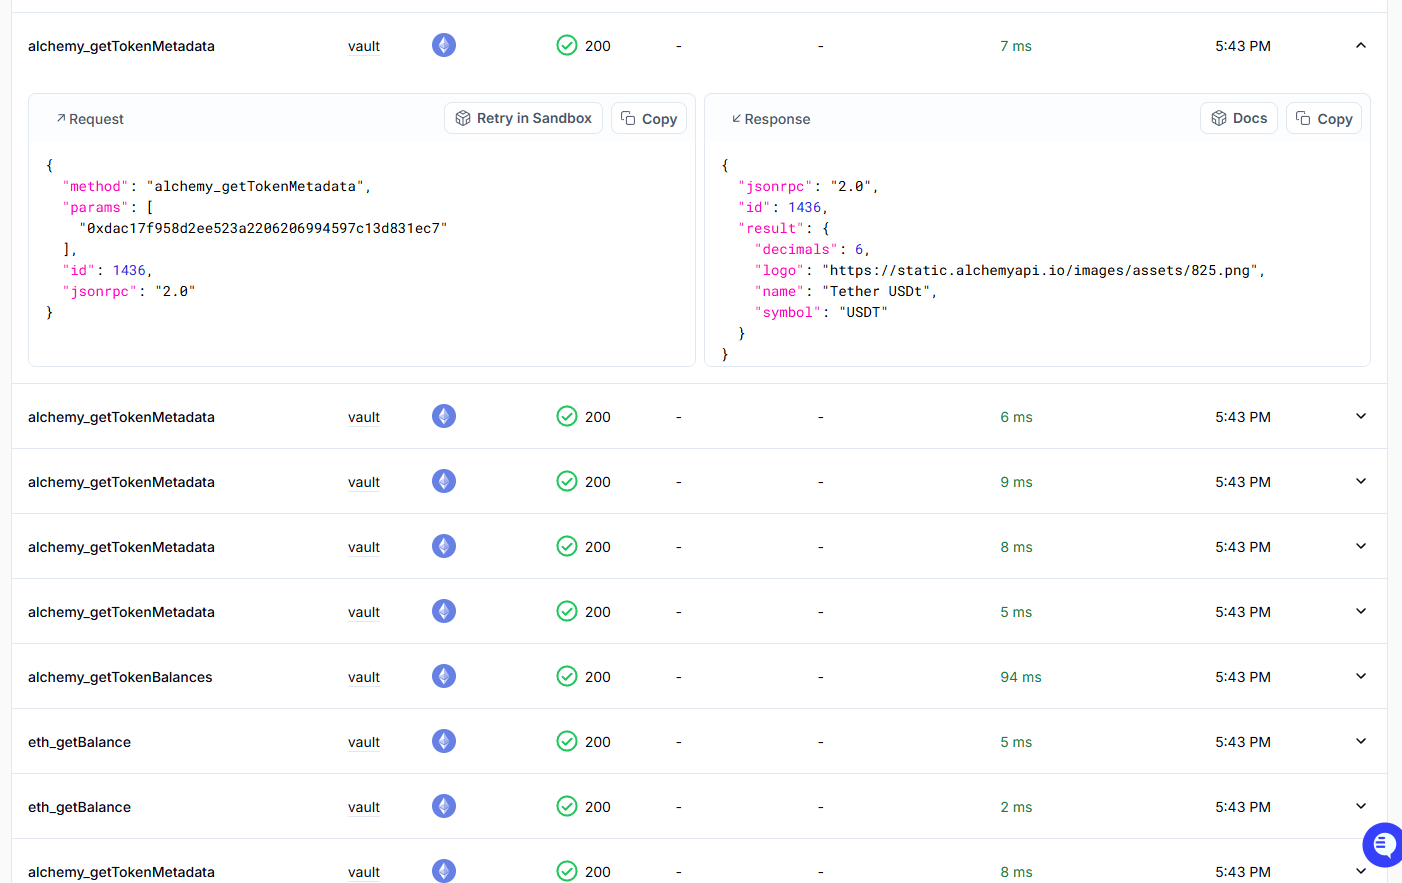 alchemy_getTokenMetadata vault 200 - - 7 ms 5:43 PM
Request Retry in Sandbox Copy
{
"method": "alchemy_getTokenMetadata",
"params": [
"0xdac17f958d2ee523a2206206994597c13d831ec7"
],
"id": 1436,
"jsonrpc": "2.0"
}
Response Docs Copy
{
"jsonrpc": "2.0",
"id": 1436,
"result": {
"decimals": 6,
"logo": "https://static.alchemyapi.io/images/assets/825.png",
"name": "Tether USDt",
"symbol": "USDT"
}
}
alchemy_getTokenMetadata vault 200 - - 6 ms 5:43 PM
alchemy_getTokenMetadata vault 200 - - 9 ms 5:43 PM
alchemy_getTokenMetadata vault 200 - - 8 ms 5:43 PM
alchemy_getTokenMetadata vault 200 - - 5 ms 5:43 PM
alchemy_getTokenBalances vault 200 - - 94 ms 5:43 PM
eth_getBalance vault 200 - - 5 ms 5:43 PM
eth_getBalance vault 200 - - 2 ms 5:43 PM
alchemy_getTokenMetadata vault 200 - - 8 ms 5:43 PM